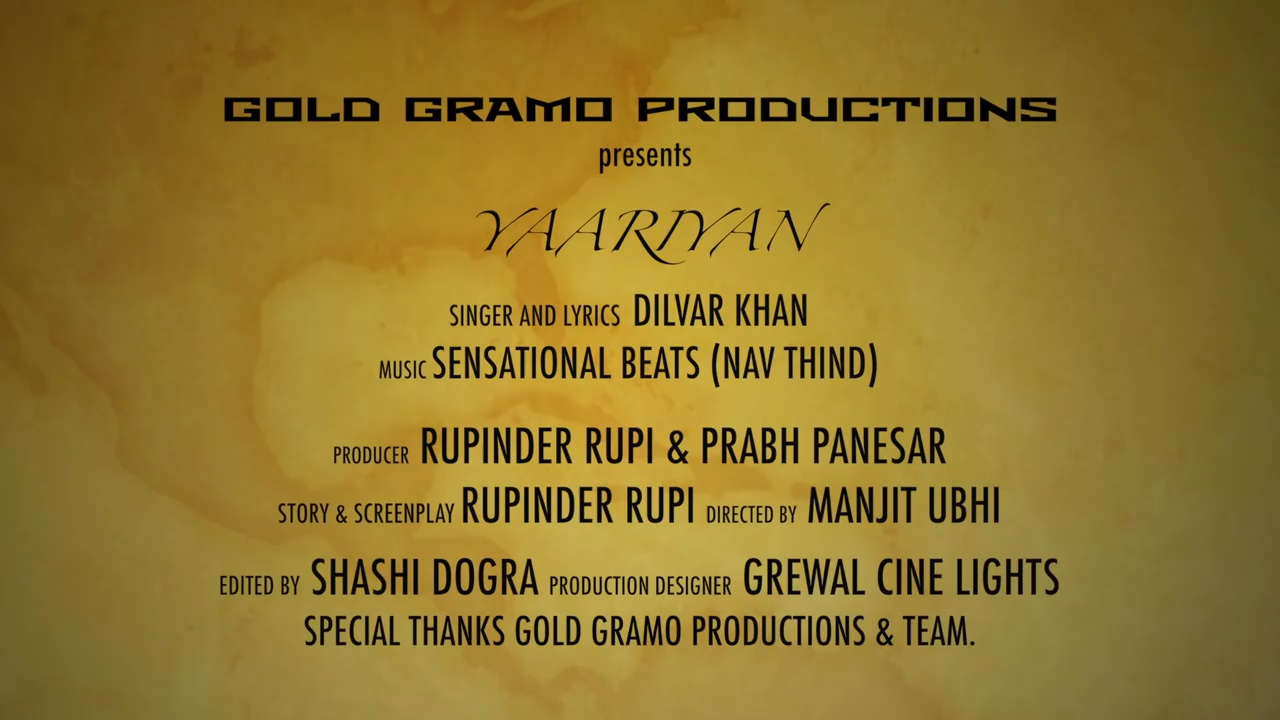 GOLD GRAMO PRODUCTIONS
presents
YAARIYAN
SINGER AND LYRICS DILVAR KHAN
MUSIC SENSATIONAL BEATS (NAV THIND)
PRODUCER RUPINDER RUPI & PRABH PANESAR
STORY & SCREENPLAY RUPINDER RUPI DIRECTED BY MANJIT UBHI
EDITED BY SHASHI DOGRA PRODUCTION DESIGNER GREWAL CINE LIGHTS
SPECIAL THANKS GOLD GRAMO PRODUCTIONS & TEAM.